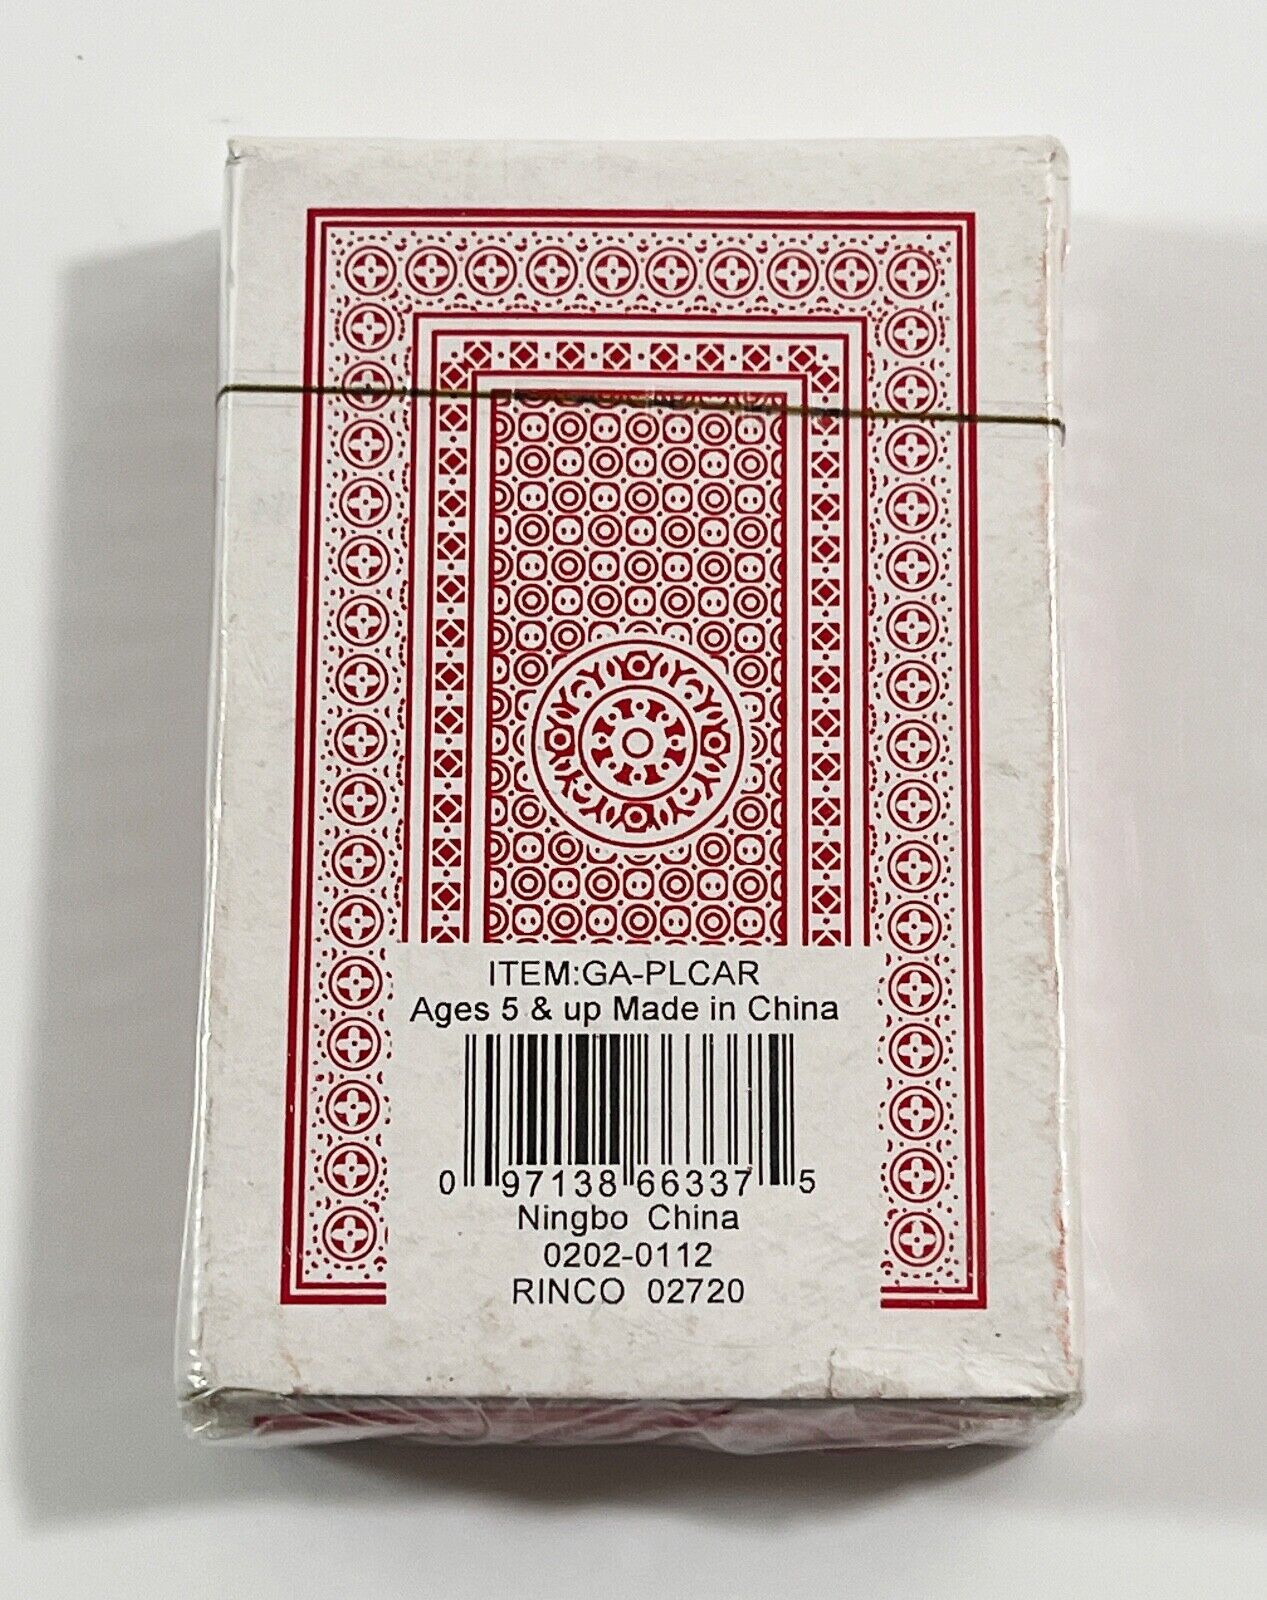 ITEM:GA-PLCAR
Ages 5 & up Made in China
0 97138 66337 5
Ningbo China
0202-0112
RINCO 02720